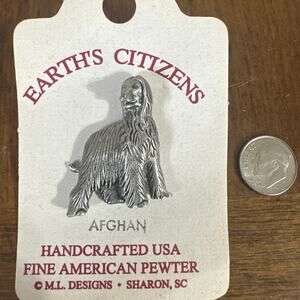 EARTH'S CITIZENS
AFGHAN
HANDCRAFTED USA
FINE AMERICAN PEWTER
© M.L. DESIGNS • SHARON, SC